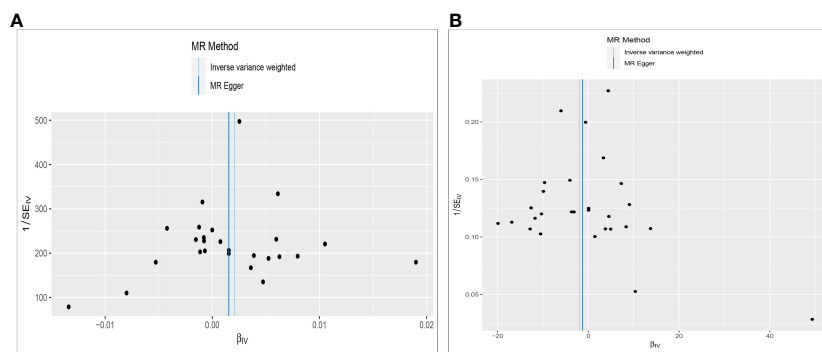 A
MR Method
Inverse variance weighted
MR Egger
500
400
300
200
100
1/SE_IV
−0.01
0.00
0.01
0.02
β_IV
B
MR Method
Inverse variance weighted
MR Egger
0.20
0.15
0.10
0.05
1/SE_IV
−20
0
20
40
β_IV